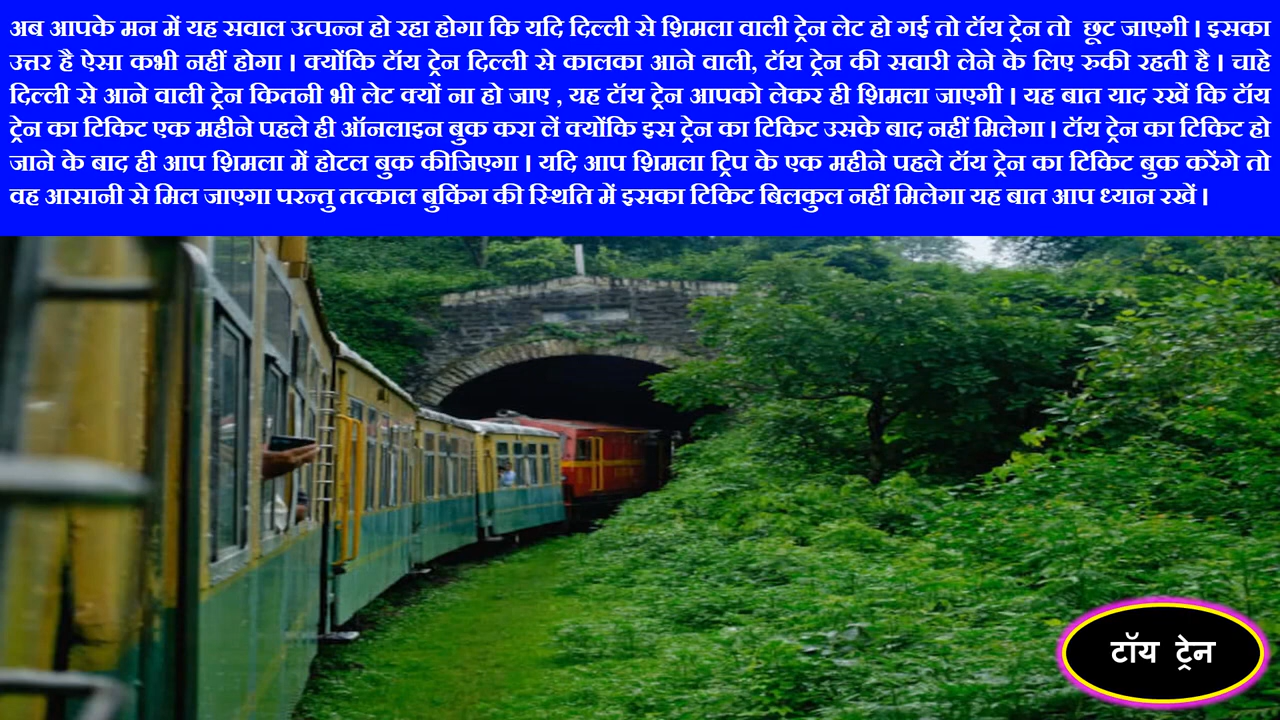 अब आपके मन में यह सवाल उत्पन्न हो रहा होगा कि यदि दिल्ली से शिमला वाली ट्रेन लेट हो गई तो टॉय ट्रेन तो छूट जाएगी। इसका
उत्तर है ऐसा कभी नहीं होगा। क्योंकि टॉय ट्रेन दिल्ली से कालका आने वाली, टॉय ट्रेन की सवारी लेने के लिए रुकी रहती है। चाहे
दिल्ली से आने वाली ट्रेन कितनी भी लेट क्यों ना हो जाए , यह टॉय ट्रेन आपको लेकर ही शिमला जाएगी। यह बात याद रखें कि टॉय
ट्रेन का टिकिट एक महीने पहले ही ऑनलाइन बुक करा लें क्योंकि इस ट्रेन का टिकिट उसके बाद नहीं मिलेगा। टॉय ट्रेन का टिकिट हो
जाने के बाद ही आप शिमला में होटल बुक कीजिएगा। यदि आप शिमला ट्रिप के एक महीने पहले टॉय ट्रेन का टिकिट बुक करेंगे तो
वह आसानी से मिल जाएगा परन्तु तत्काल बुकिंग की स्थिति में इसका टिकिट बिलकुल नहीं मिलेगा यह बात आप ध्यान रखें।
टॉय ट्रेन